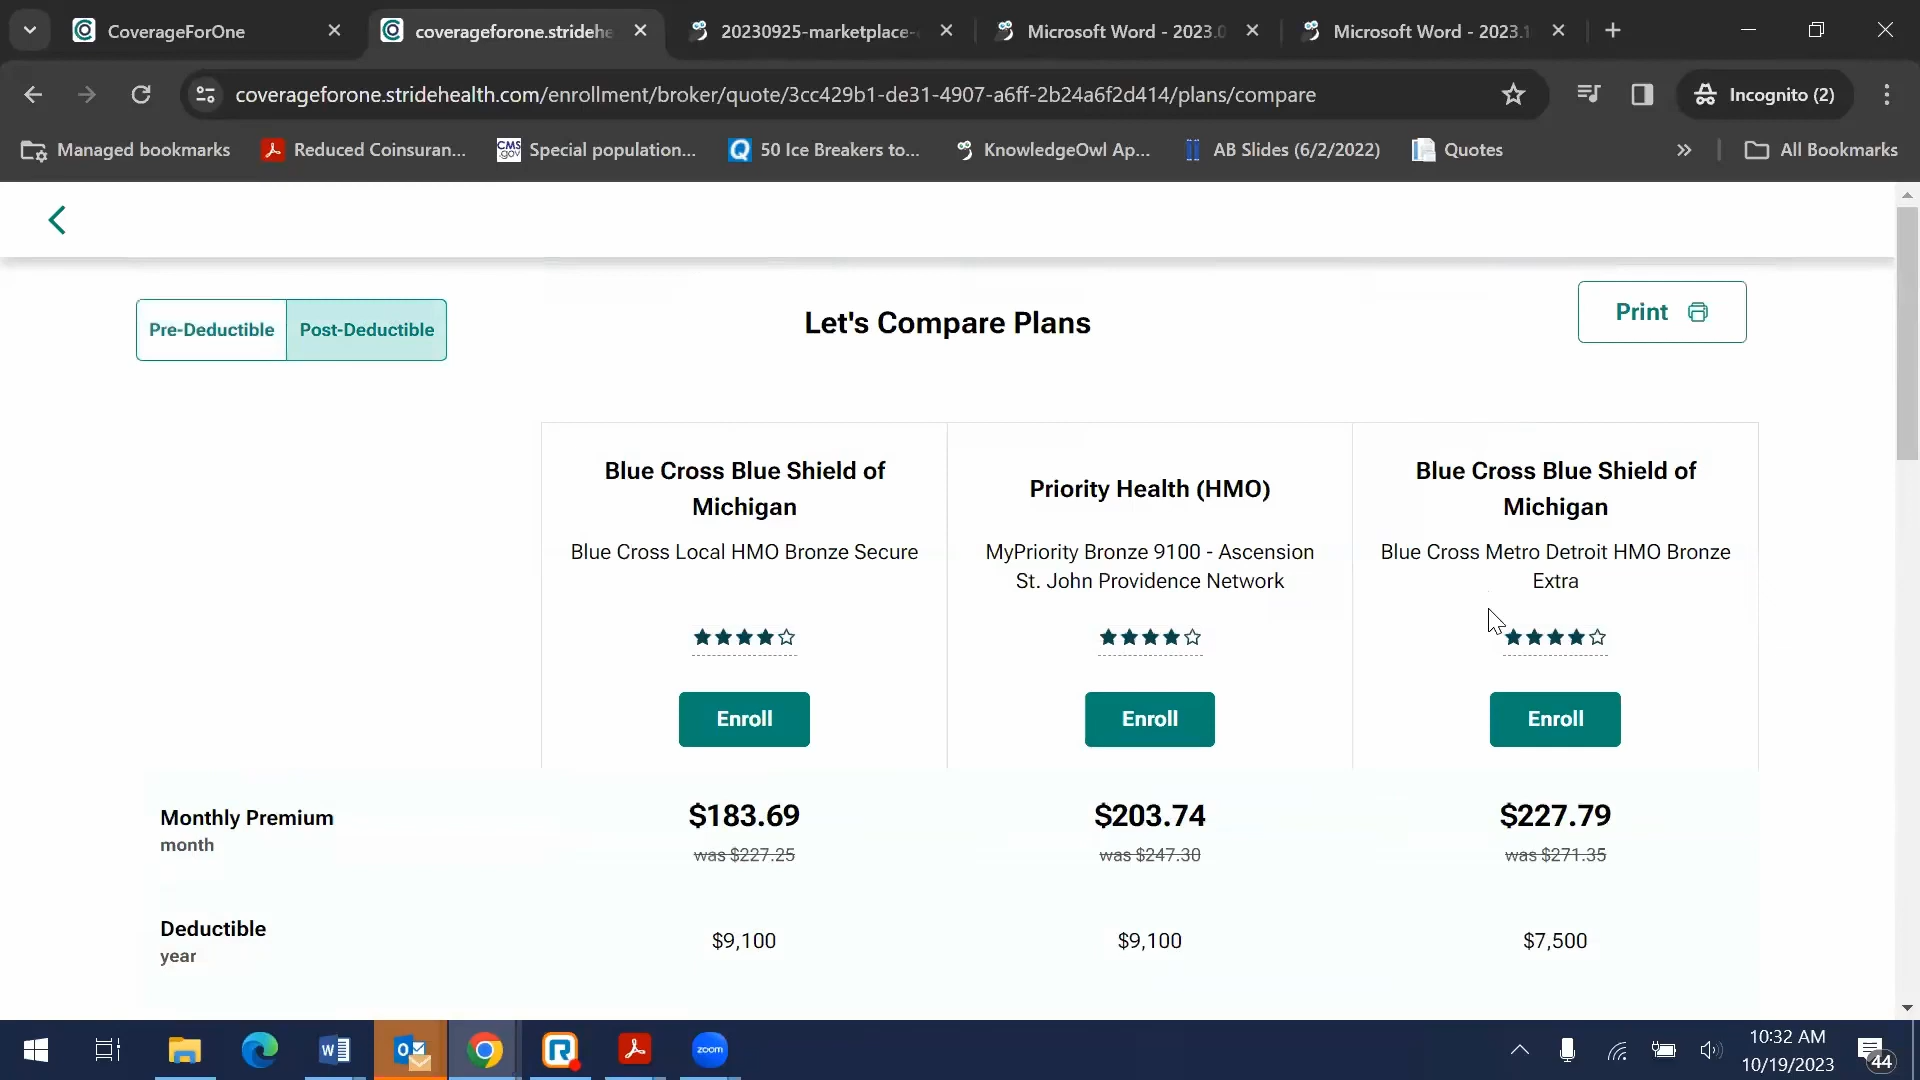 CoverageForOne
coverageforone.stridehe
20230925-marketplace-
Microsoft Word - 2023.0
Microsoft Word - 2023.1
coverageforone.stridehealth.com/enrollment/broker/quote/3cc429b1-de31-4907-a6ff-2b24a6f2d414/plans/compare
Incognito (2)
Managed bookmarks
Reduced Coinsuran...
CMS
.gov
Special population...
50 Ice Breakers to...
KnowledgeOwl Ap...
AB Slides (6/2/2022)
Quotes
»
All Bookmarks
Pre-Deductible
Post-Deductible
Let's Compare Plans
Print
Blue Cross Blue Shield of
Michigan
Blue Cross Local HMO Bronze Secure
Enroll
Priority Health (HMO)
MyPriority Bronze 9100 - Ascension
St. John Providence Network
Enroll
Blue Cross Blue Shield of
Michigan
Blue Cross Metro Detroit HMO Bronze
Extra
Enroll
Monthly Premium
month
$183.69
was $227.25
$203.74
was $247.30
$227.79
was $271.35
Deductible
year
$9,100
$9,100
$7,500
zoom
10:32 AM
10/19/2023
44